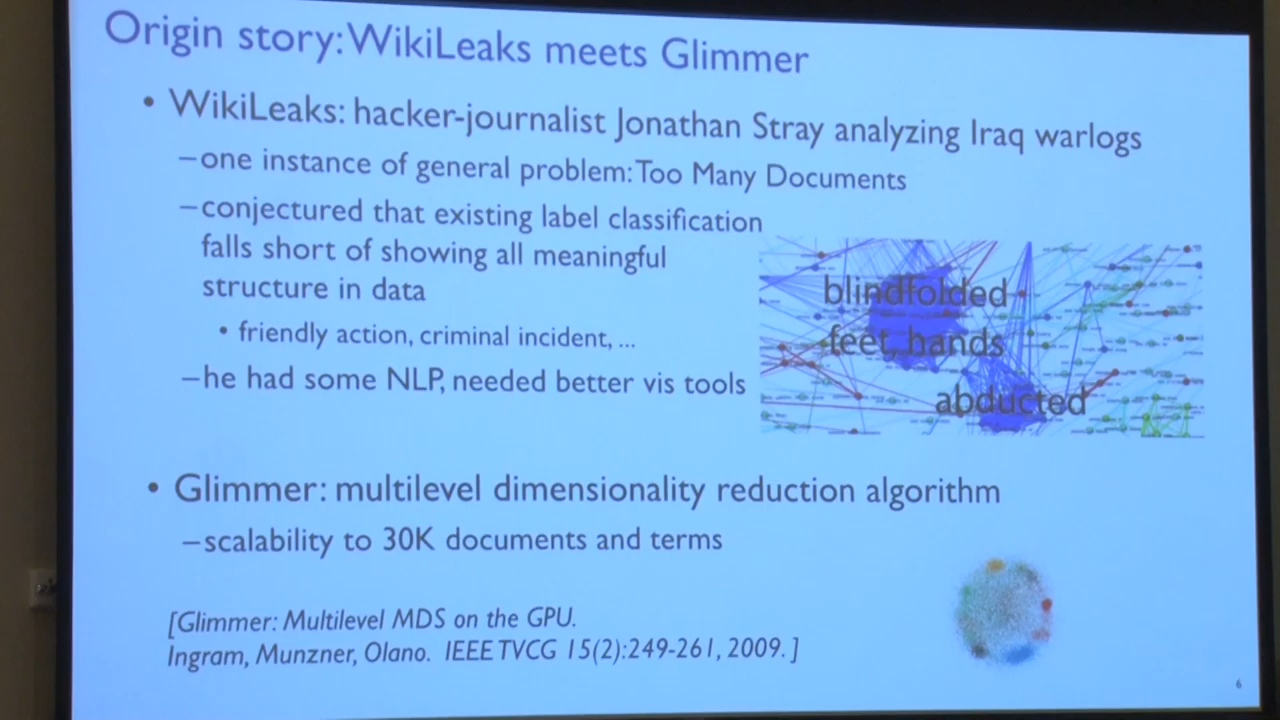 Origin story: WikiLeaks meets Glimmer
• WikiLeaks: hacker-journalist Jonathan Stray analyzing Iraq warlogs
–one instance of general problem: Too Many Documents
–conjectured that existing label classification
falls short of showing all meaningful
structure in data
• friendly action, criminal incident, ...
–he had some NLP, needed better vis tools
blindfolded
feet, hands
abducted
• Glimmer: multilevel dimensionality reduction algorithm
–scalability to 30K documents and terms
[Glimmer: Multilevel MDS on the GPU.
Ingram, Munzner, Olano. IEEE TVCG 15(2):249-261, 2009.]
6